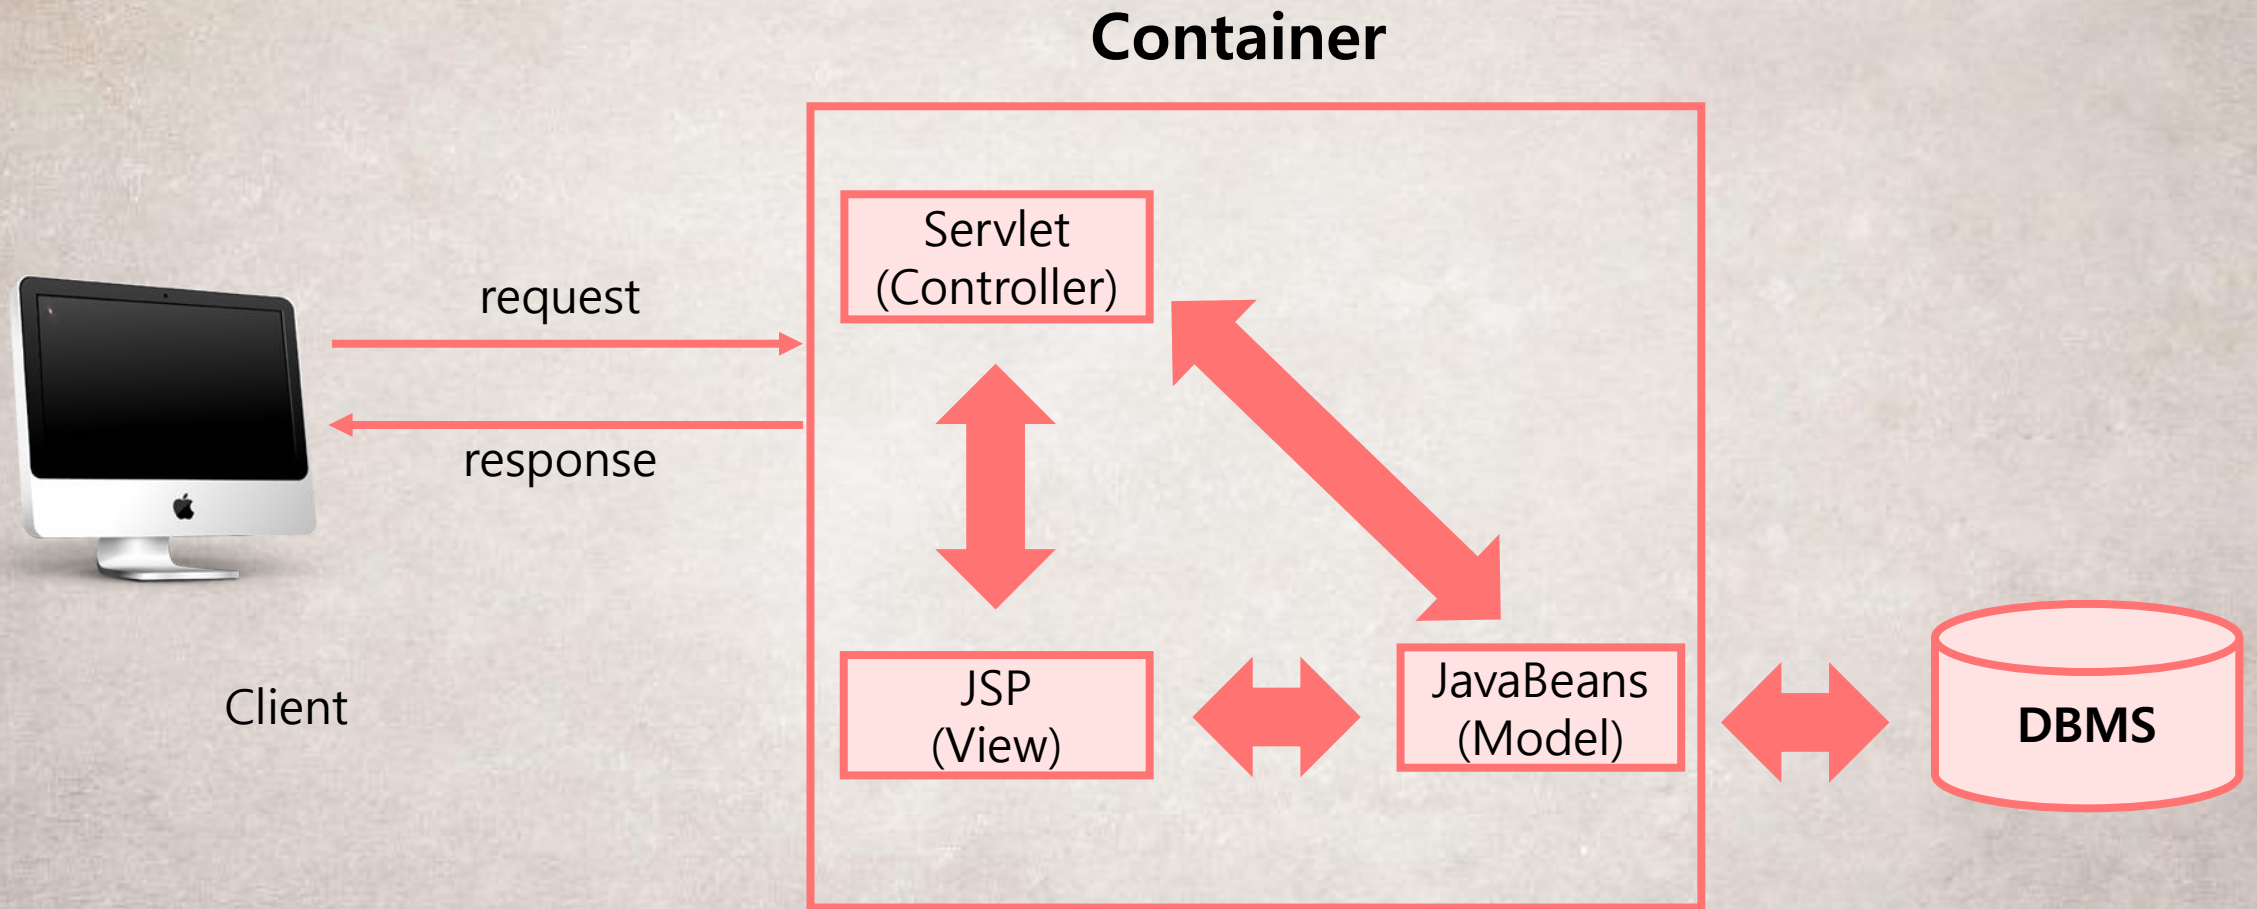 Container
Servlet
(Controller)
request
response
JSP
(View)
JavaBeans
(Model)
Client
DBMS